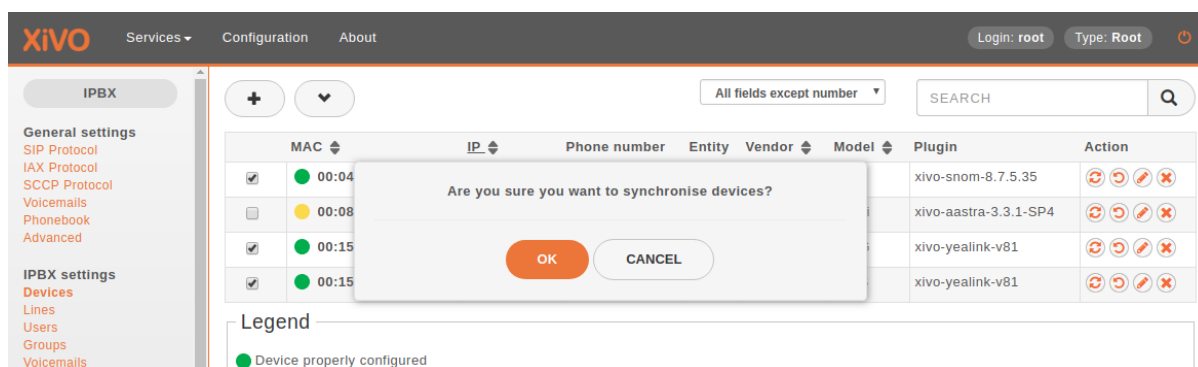 XiVO Services Configuration About Login: root Type: Root
IPBX
General settings
SIP Protocol
IAX Protocol
SCCP Protocol
Voicemails
Phonebook
Advanced
IPBX settings
Devices
Lines
Users
Groups
Voicemails
All fields except number SEARCH
MAC IP Phone number Entity Vendor Model Plugin Action
00:04 xivo-snom-8.7.5.35
00:08 xivo-aastra-3.3.1-SP4
00:15 xivo-yealink-v81
00:15 xivo-yealink-v81
Are you sure you want to synchronise devices?
OK CANCEL
Legend
Device properly configured